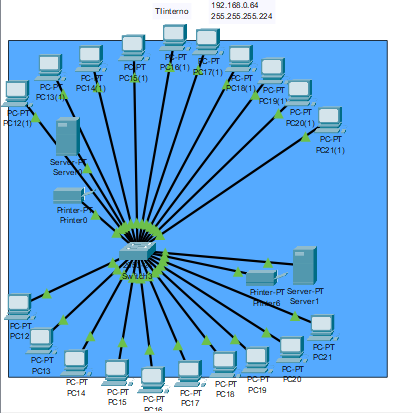 TIinterno
192.168.0.64
255.255.255.224
PC-PT
PC12(1)
PC-PT
PC13(1)
PC-PT
PC14(1)
PC-PT
PC15(1)
PC-PT
PC16(1)
PC-PT
PC17(1)
PC-PT
PC18(1)
PC-PT
PC19(1)
PC-PT
PC20(1)
PC-PT
PC21(1)
Server-PT
Printer-PT
Printer0
Switch3
Printer-PT
Printer6
Server-PT
Server1
PC-PT
PC12
PC-PT
PC13
PC-PT
PC14
PC-PT
PC15
PC-PT
PC16
PC-PT
PC17
PC-PT
PC18
PC-PT
PC19
PC-PT
PC20
PC-PT
PC21